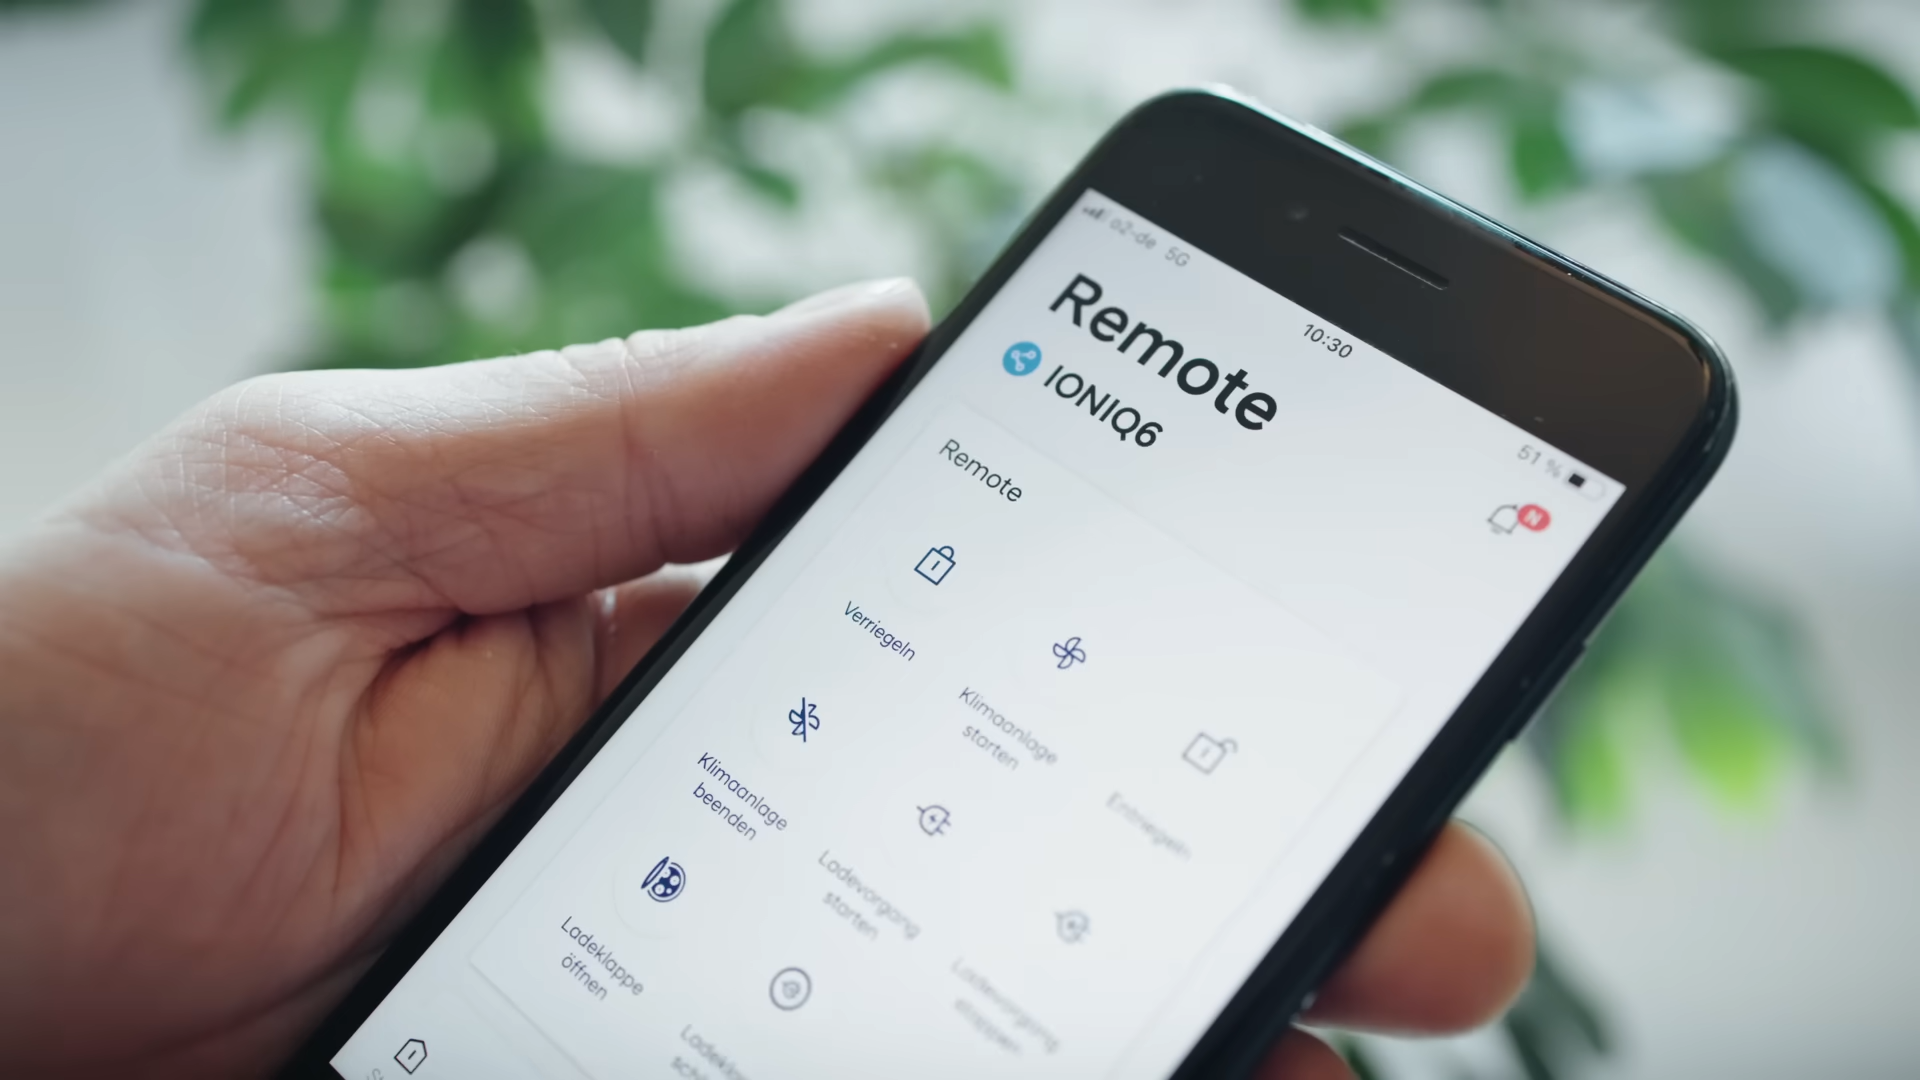 o2-de 5G
10:30
51 %
Remote
IONIQ6
N
Remote
Verriegeln
Klimaanlage
starten
Entriegeln
Klimaanlage
beenden
Ladevorgang
starten
Ladevorgang
stoppen
Ladeklappe
öffnen